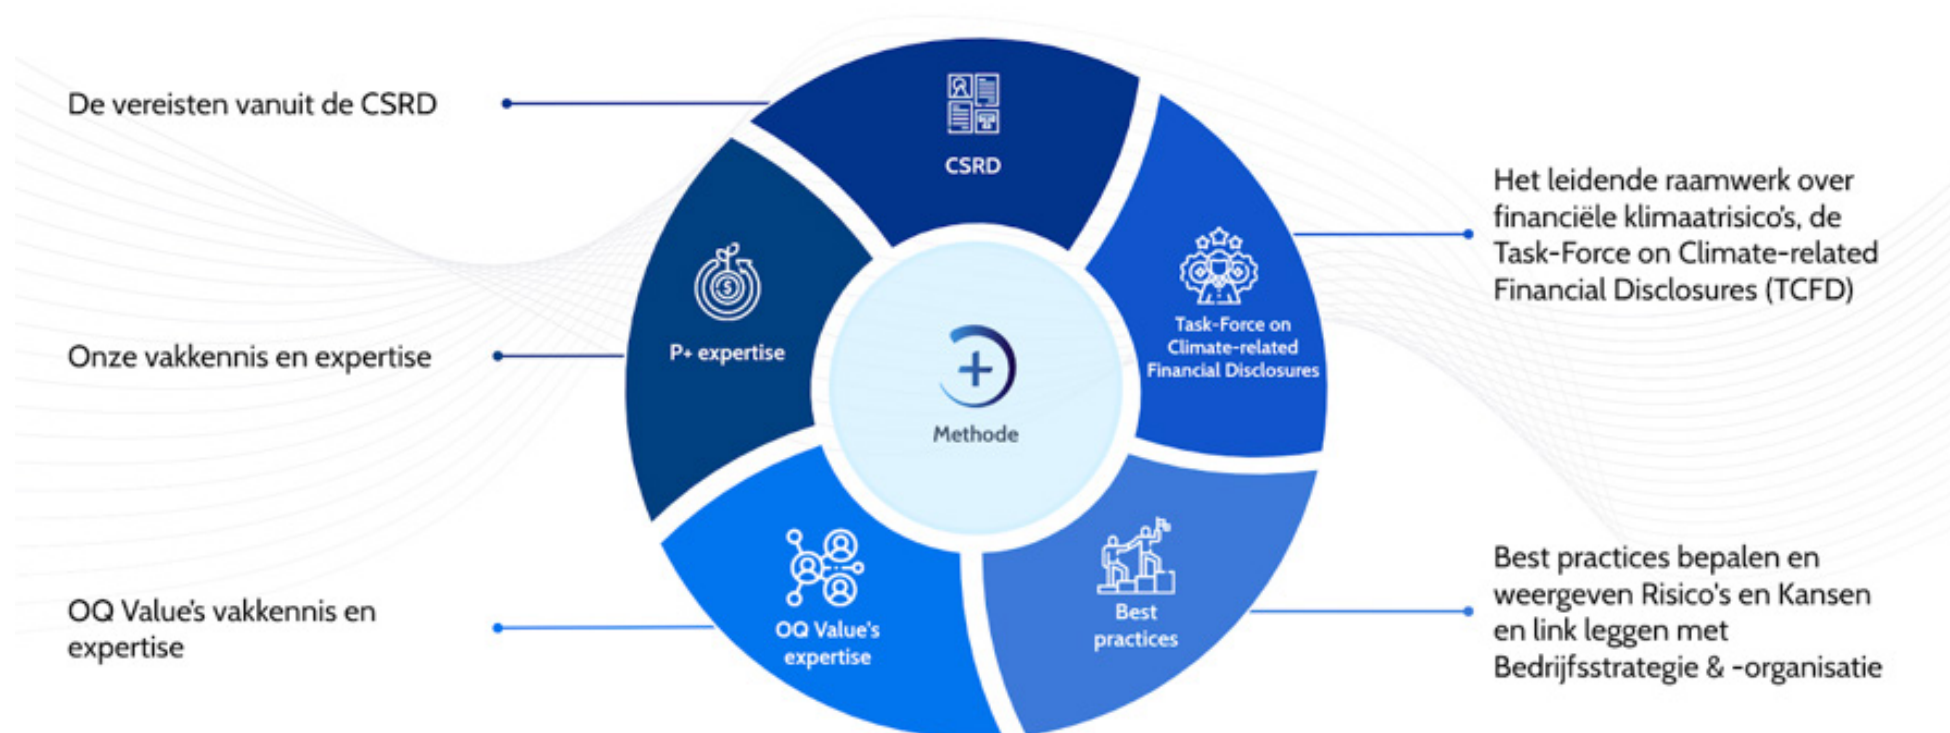 De vereisten vanuit de CSRD
Onze vakkennis en expertise
OQ Value's vakkennis en
expertise
CSRD
P+ expertise
Task-Force on
Climate-related
Financial Disclosures
Methode
OQ Value's
expertise
Best
practices
Het leidende raamwerk over
financiële klimaatrisico's, de
Task-Force on Climate-related
Financial Disclosures (TCFD)
Best practices bepalen en
weergeven Risico's en Kansen
en link leggen met
Bedrijfsstrategie & -organisatie